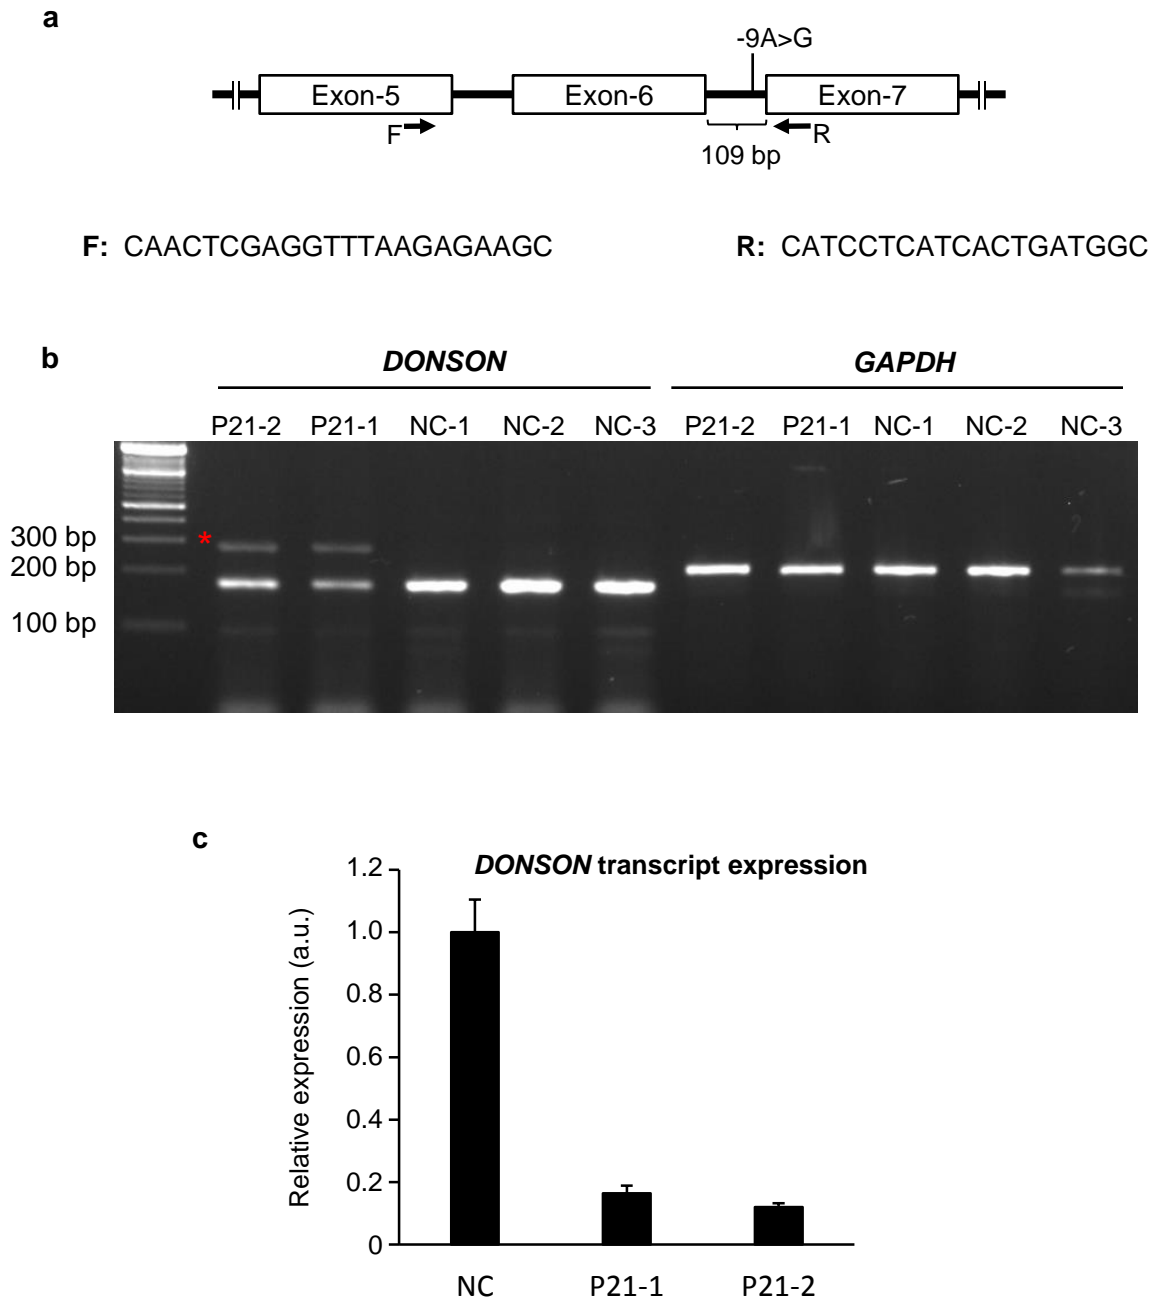 a
-9A>G
Exon-5 Exon-6 Exon-7
F R
109 bp
F: CAACTCGAGGTTTAAGAGAAGC R: CATCCTCATCACTGATGGC
b
DONSON GAPDH
P21-2 P21-1 NC-1 NC-2 NC-3 P21-2 P21-1 NC-1 NC-2 NC-3
300 bp *
200 bp
100 bp
c
DONSON transcript expression
Relative expression (a.u.)
1.2
1.0
0.8
0.6
0.4
0.2
0
NC P21-1 P21-2